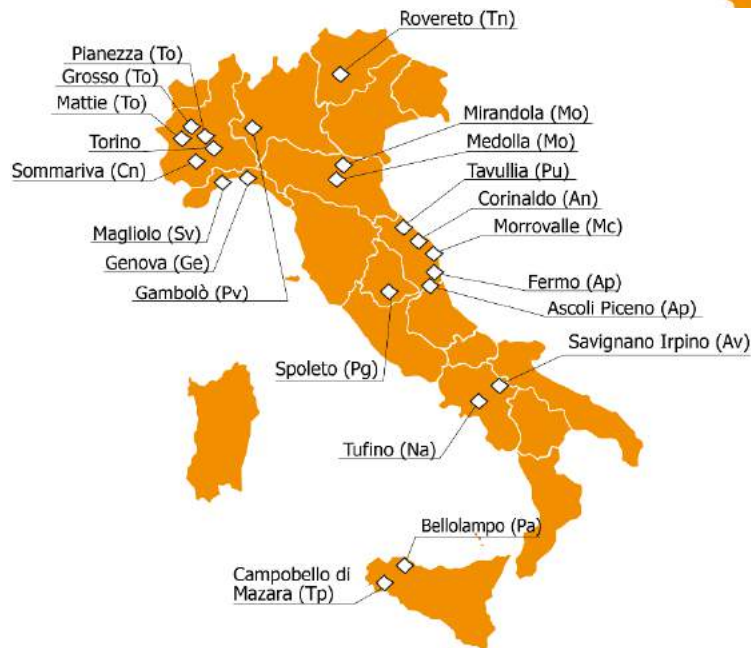 Rovereto (Tn)
Pianezza (To)
Grosso (To)
Mattie (To)
Torino
Sommariva (Cn)
Mirandola (Mo)
Medolla (Mo)
Tavullia (Pu)
Corinaldo (An)
Morrovalle (Mc)
Magliolo (Sv)
Genova (Ge)
Gambolò (Pv)
Fermo (Ap)
Ascoli Piceno (Ap)
Savignano Irpino (Av)
Spoleto (Pg)
Tufino (Na)
Bellolampo (Pa)
Campobello di
Mazara (Tp)